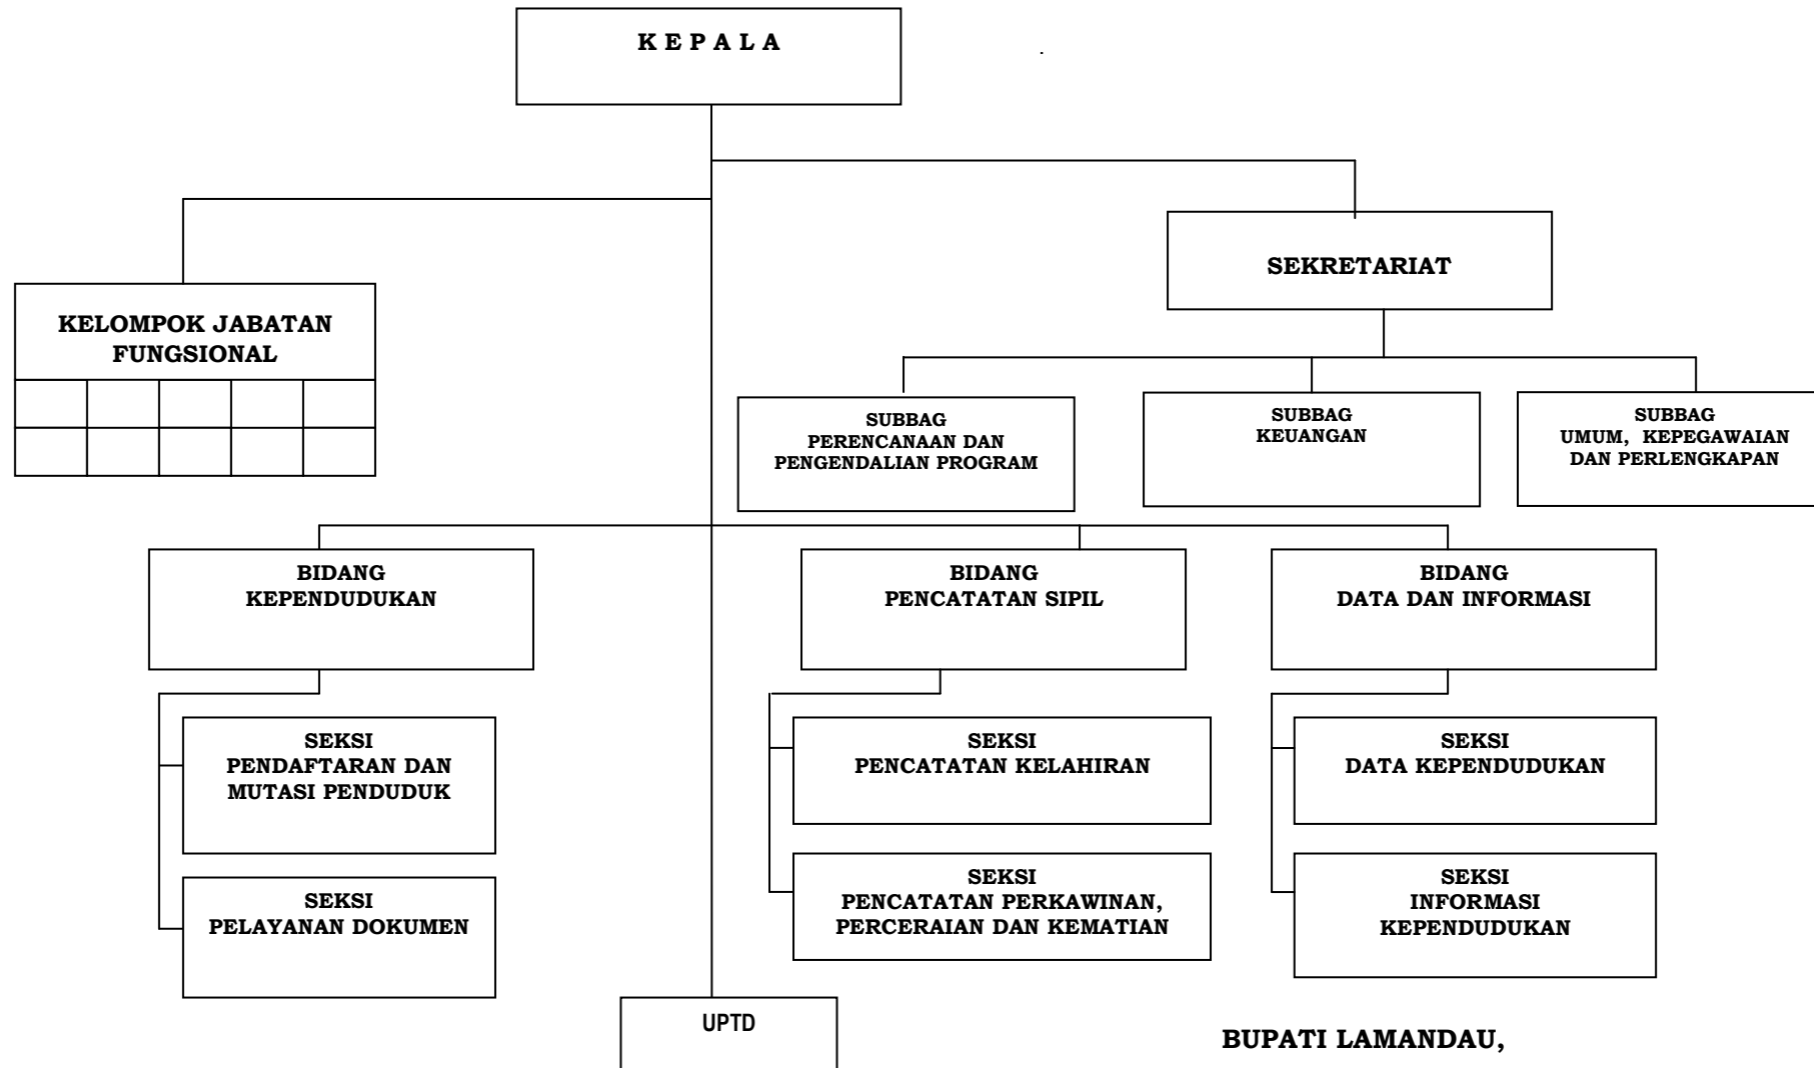 K E P A L A
SEKRETARIAT
KELOMPOK JABATAN
FUNGSIONAL
SUBBAG
PERENCANAAN DAN
PENGENDALIAN PROGRAM
SUBBAG
KEUANGAN
SUBBAG
UMUM, KEPEGAWAIAN
DAN PERLENGKAPAN
BIDANG
KEPENDUDUKAN
BIDANG
PENCATATAN SIPIL
BIDANG
DATA DAN INFORMASI
SEKSI
PENDAFTARAN DAN
MUTASI PENDUDUK
SEKSI
PENCATATAN KELAHIRAN
SEKSI
DATA KEPENDUDUKAN
SEKSI
PELAYANAN DOKUMEN
SEKSI
PENCATATAN PERKAWINAN,
PERCERAIAN DAN KEMATIAN
SEKSI
INFORMASI
KEPENDUDUKAN
UPTD
BUPATI LAMANDAU,